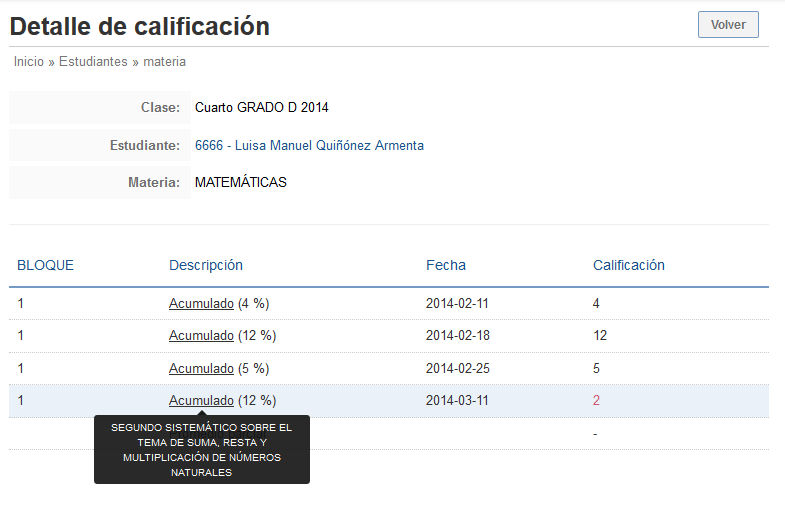 Detalle de calificación
Volver
Inicio » Estudiantes » materia
Clase: Cuarto GRADO D 2014
Estudiante: 6666 - Luisa Manuel Quiñónez Armenta
Materia: MATEMÁTICAS
BLOQUE Descripción Fecha Calificación
1 Acumulado (4 %) 2014-02-11 4
1 Acumulado (12 %) 2014-02-18 12
1 Acumulado (5 %) 2014-02-25 5
1 Acumulado (12 %) 2014-03-11 2
-
SEGUNDO SISTEMÁTICO SOBRE EL
TEMA DE SUMA, RESTA Y
MULTIPLICACIÓN DE NÚMEROS
NATURALES